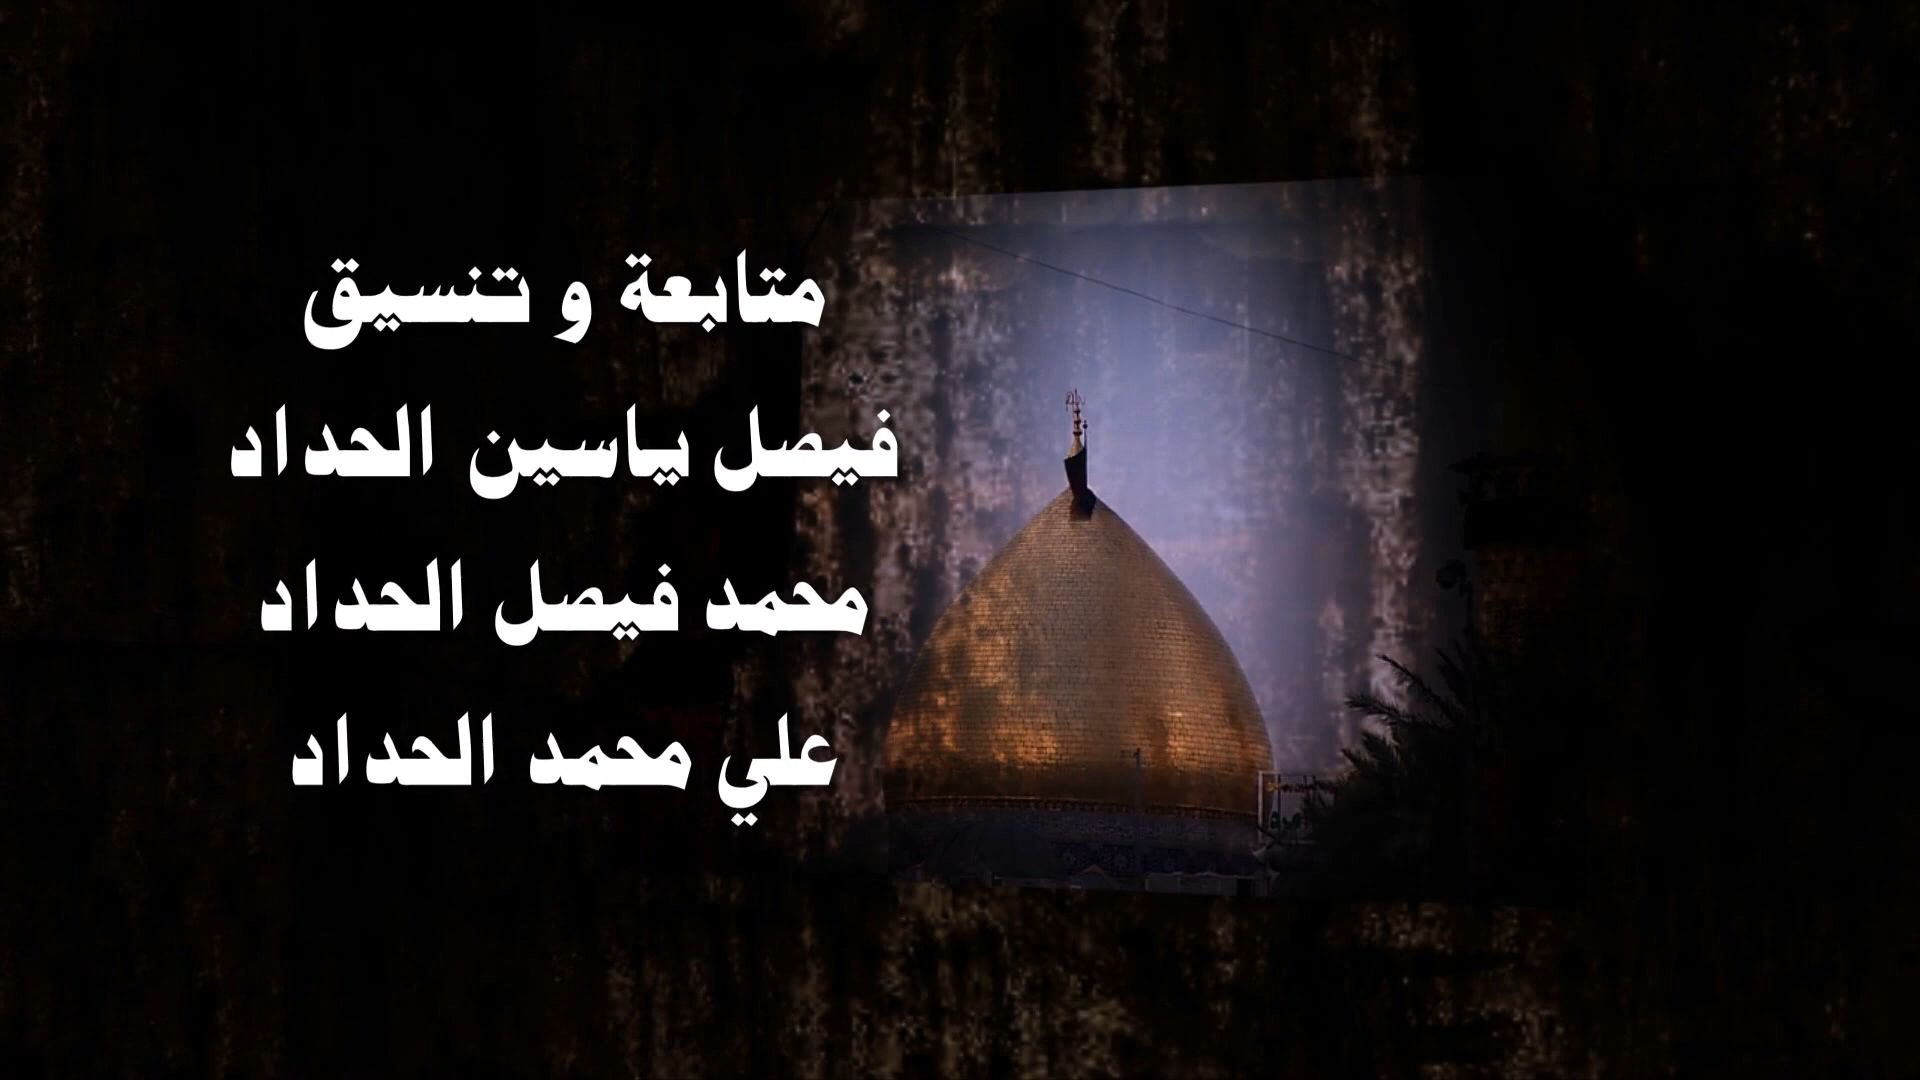 متابعة و تنسيق
فيصل ياسين الحداد
محمد فيصل الحداد
علي محمد الحداد